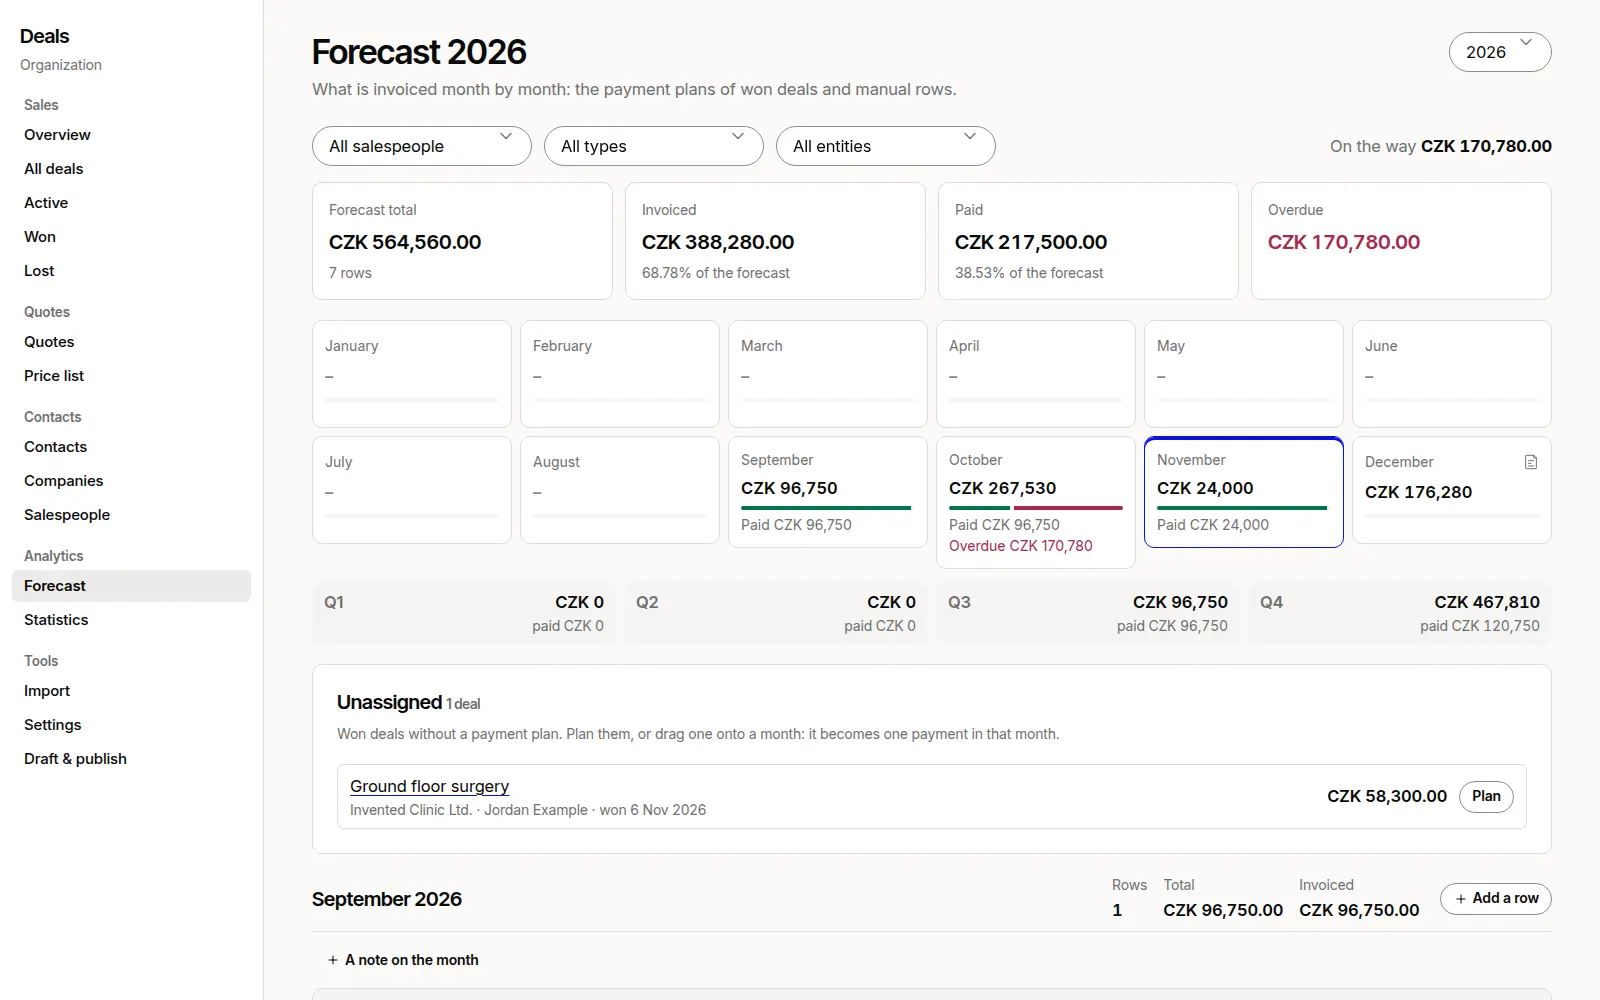 Deals
Organization
Sales
Overview
All deals
Active
Won
Lost
Quotes
Quotes
Price list
Contacts
Contacts
Companies
Salespeople
Analytics
Forecast
Statistics
Tools
Import
Settings
Draft & publish
Forecast 2026
2026
What is invoiced month by month: the payment plans of won deals and manual rows.
All salespeople
All types
All entities
On the way CZK 170,780.00
Forecast total
CZK 564,560.00
7 rows
Invoiced
CZK 388,280.00
68.78% of the forecast
Paid
CZK 217,500.00
38.53% of the forecast
Overdue
CZK 170,780.00
January
–
February
–
March
–
April
–
May
–
June
–
July
–
August
–
September
CZK 96,750
Paid CZK 96,750
October
CZK 267,530
Paid CZK 96,750
Overdue CZK 170,780
November
CZK 24,000
Paid CZK 24,000
December
CZK 176,280
Q1
CZK 0
paid CZK 0
Q2
CZK 0
paid CZK 0
Q3
CZK 96,750
paid CZK 96,750
Q4
CZK 467,810
paid CZK 120,750
Unassigned 1 deal
Won deals without a payment plan. Plan them, or drag one onto a month: it becomes one payment in that month.
Ground floor surgery
Invented Clinic Ltd. · Jordan Example · won 6 Nov 2026
CZK 58,300.00
Plan
September 2026
Rows
1
Total
CZK 96,750.00
Invoiced
CZK 96,750.00
+ Add a row
+ A note on the month